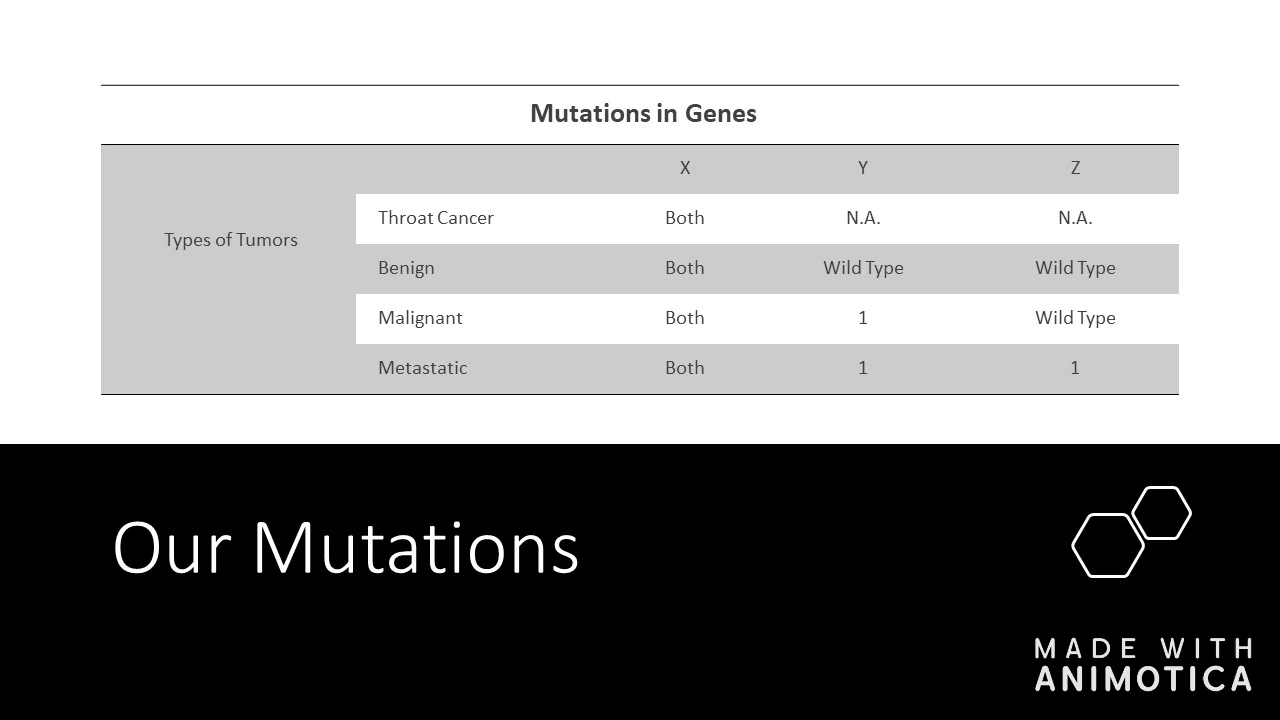 Mutations in Genes
X Y Z
Throat Cancer Both N.A. N.A.
Types of Tumors
Benign Both Wild Type Wild Type
Malignant Both 1 Wild Type
Metastatic Both 1 1
Our Mutations
MADE WITH
ANIMOTICA